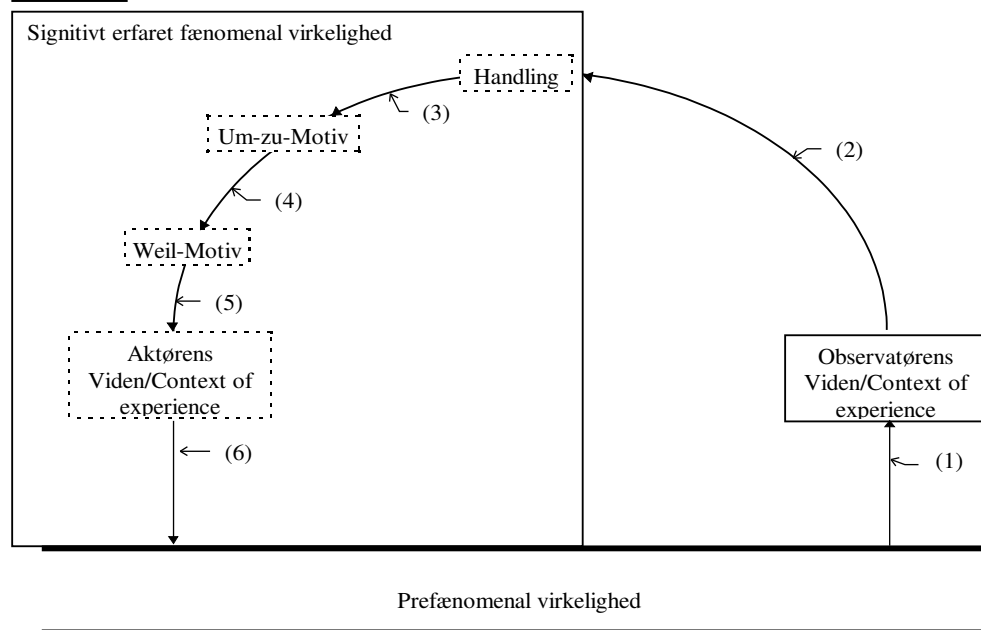 Signitivt erfaret fænomenal virkelighed
Handling
(3)
Um-zu-Motiv
(2)
(4)
Weil-Motiv
(5)
Aktørens
Viden/Context of
experience
Observatørens
Viden/Context of
experience
(6)
(1)
Prefænomenal virkelighed